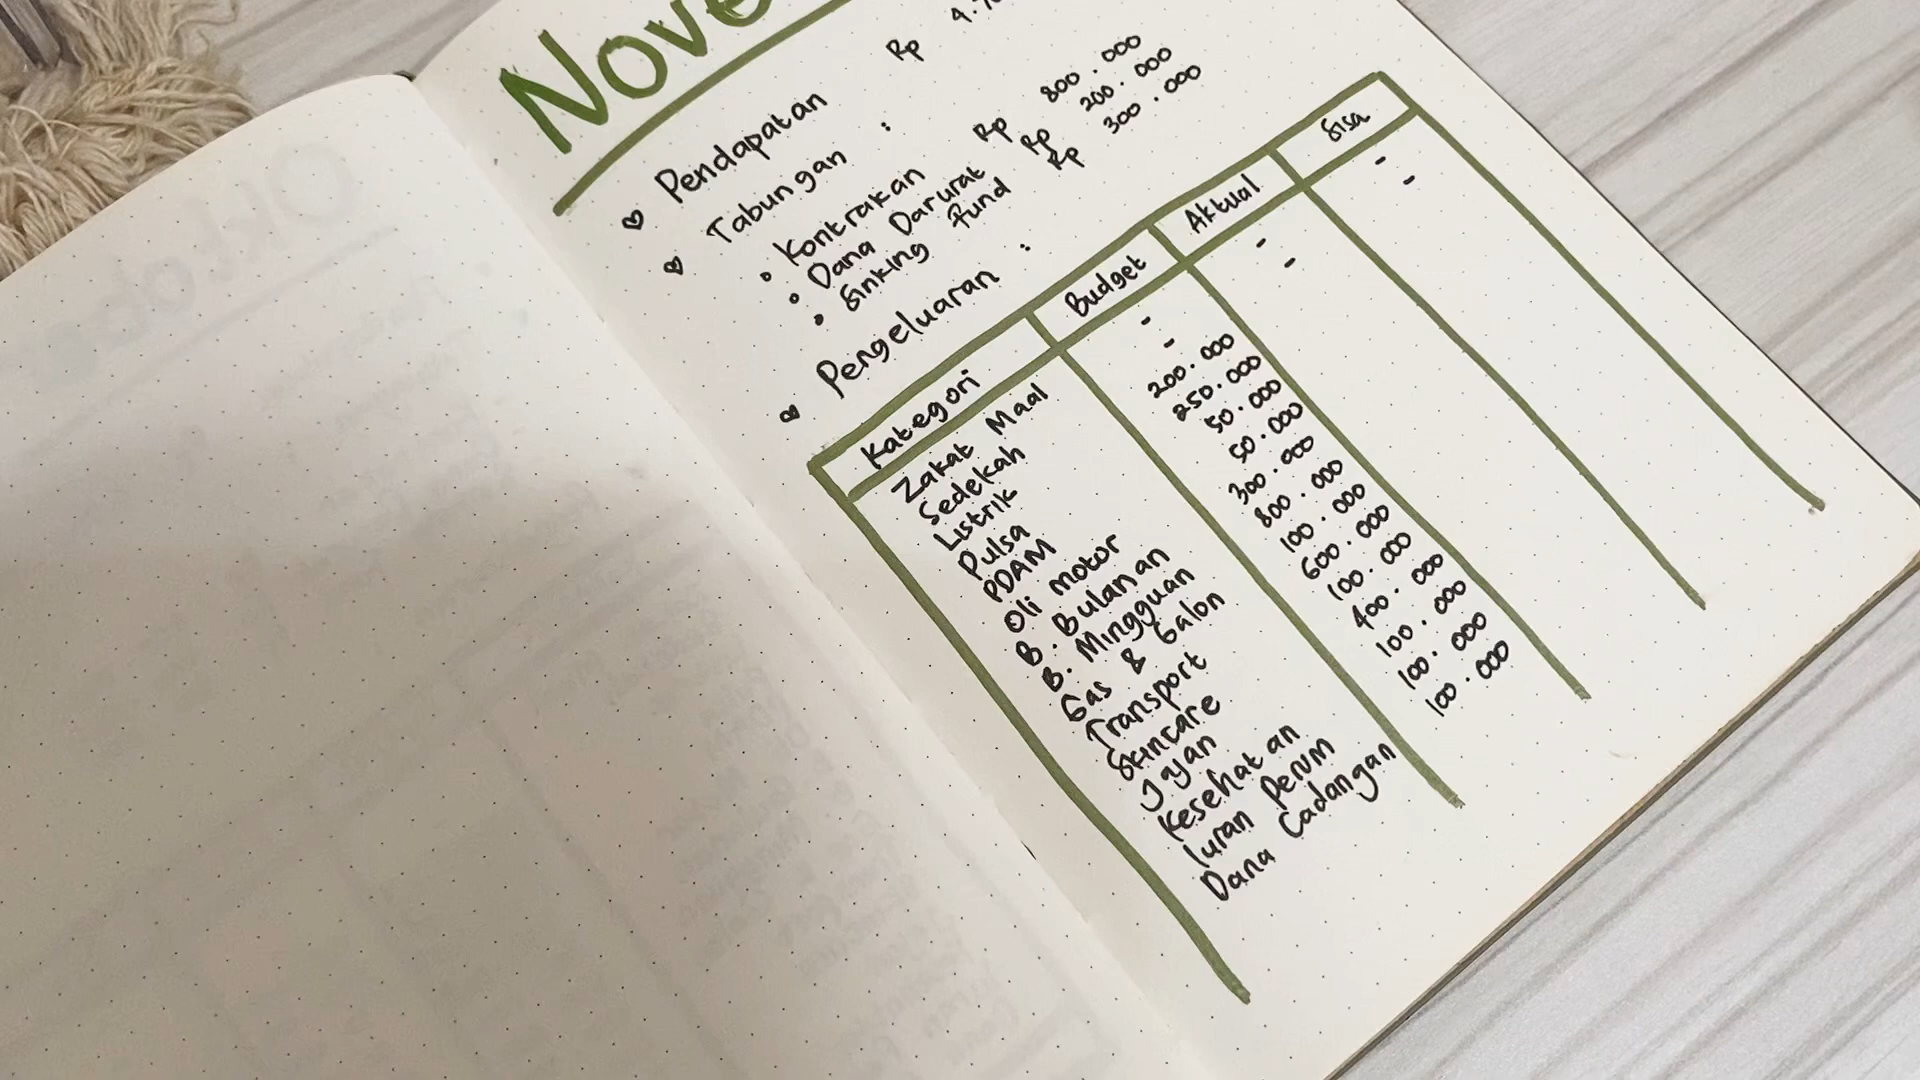 Nove
Pendapatan Rp 4.7
Tabungan :
Kontrakan Rp 800.000
Dana Darurat Rp 200.000
Sinking Fund Rp 300.000
Pengeluaran :
Kategori Budget Aktual Sisa
Zakat Maal - - -
Sedekah - - -
Listrik 200.000
Pulsa 250.000
PDAM 50.000
Oli motor 50.000
B. Bulanan 300.000
B. Mingguan 800.000
Gas & Galon 100.000
Transport 600.000
Skincare 100.000
Jajan 400.000
Kesehatan 100.000
Iuran Perum 100.000
Dana Cadangan 100.000